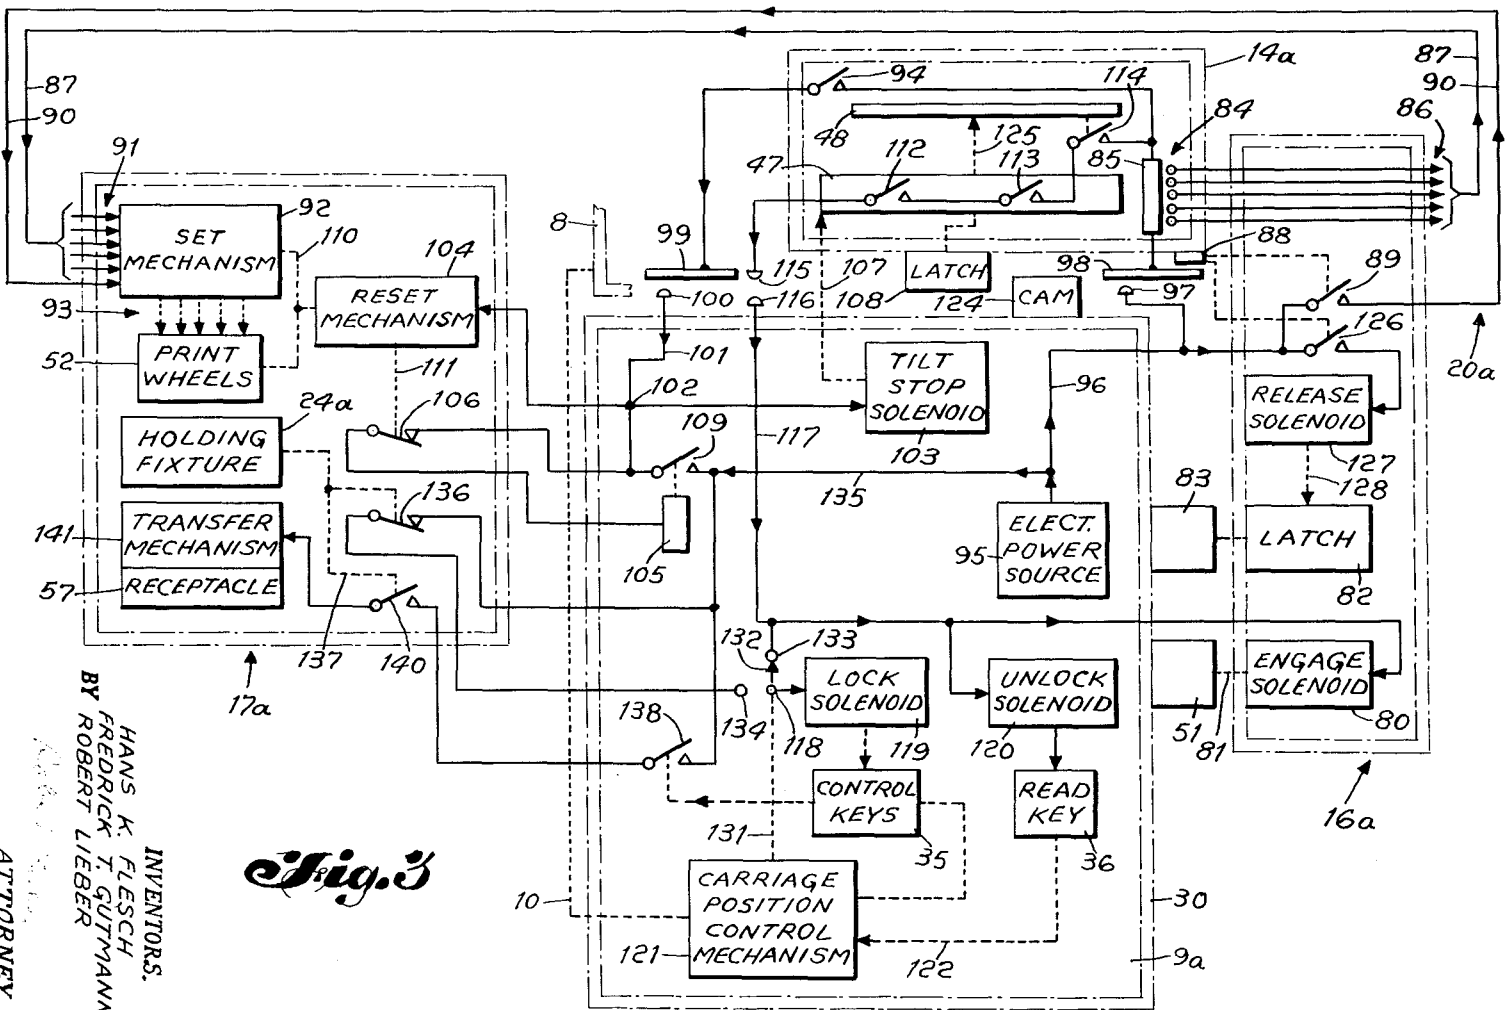 87
90
91
92
SET
MECHANISM
110
93
104
RESET
MECHANISM
52
PRINT
WHEELS
111
24a
106
HOLDING
FIXTURE
136
141
TRANSFER
MECHANISM
57
RECEPTACLE
137
140
17a
8
99
100
101
102
109
105
135
94
48
125
114
47
112
113
85
84
14a
86
87
90
115
116
107
108
LATCH
124
CAM
98
88
97
89
126
20a
TILT
STOP
SOLENOID
103
117
96
RELEASE
SOLENOID
127
128
83
LATCH
82
95
ELECT.
POWER
SOURCE
132
133
134
118
LOCK
SOLENOID
119
UNLOCK
SOLENOID
120
51
81
ENGAGE
SOLENOID
80
16a
138
131
CONTROL
KEYS
35
READ
KEY
36
10
121
CARRIAGE
POSITION
CONTROL
MECHANISM
122
30
9a
Fig. 3
INVENTORS.
HANS K. FLESCH
FREDRICK T. GUTMANN
BY ROBERT LIEBER
ATTORNEY